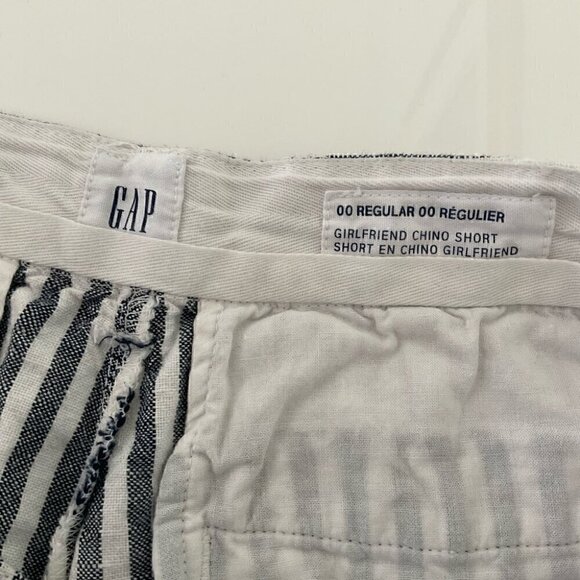 GAP
00 REGULAR 00 RÉGULIER
GIRLFRIEND CHINO SHORT
SHORT EN CHINO GIRLFRIEND